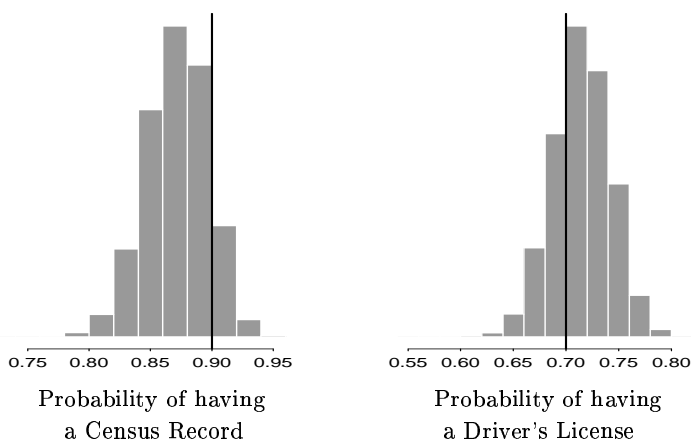 0.75 0.80 0.85 0.90 0.95
0.55 0.60 0.65 0.70 0.75 0.80
Probability of having
a Census Record
Probability of having
a Driver's License